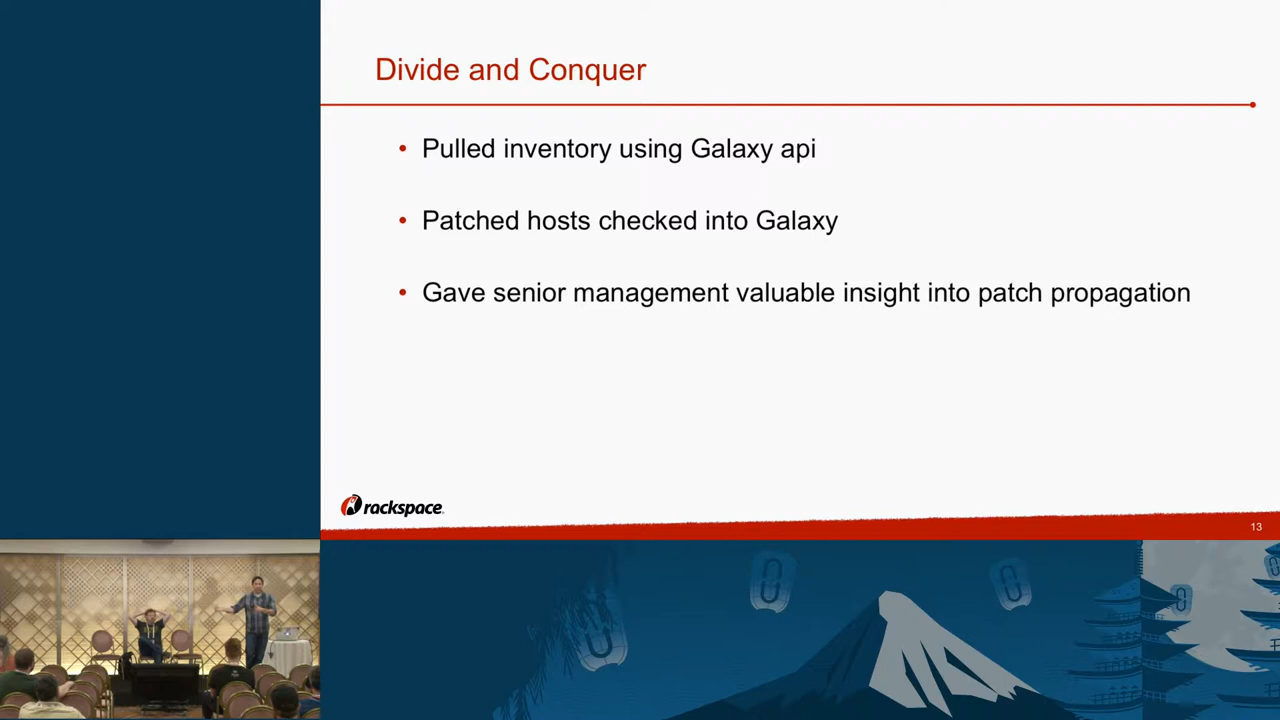 Divide and Conquer
• Pulled inventory using Galaxy api
• Patched hosts checked into Galaxy
• Gave senior management valuable insight into patch propagation
rackspace
13